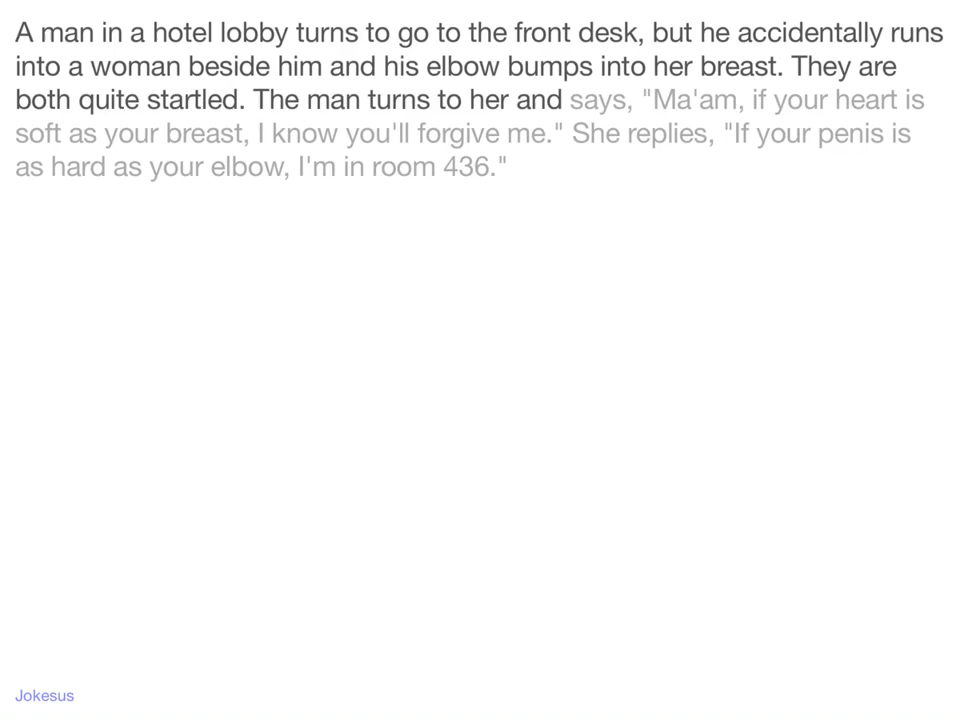 A man in a hotel lobby turns to go to the front desk, but he accidentally runs
into a woman beside him and his elbow bumps into her breast. They are
both quite startled. The man turns to her and says, "Ma'am, if your heart is
soft as your breast, I know you'll forgive me." She replies, "If your penis is
as hard as your elbow, I'm in room 436."
Jokesus